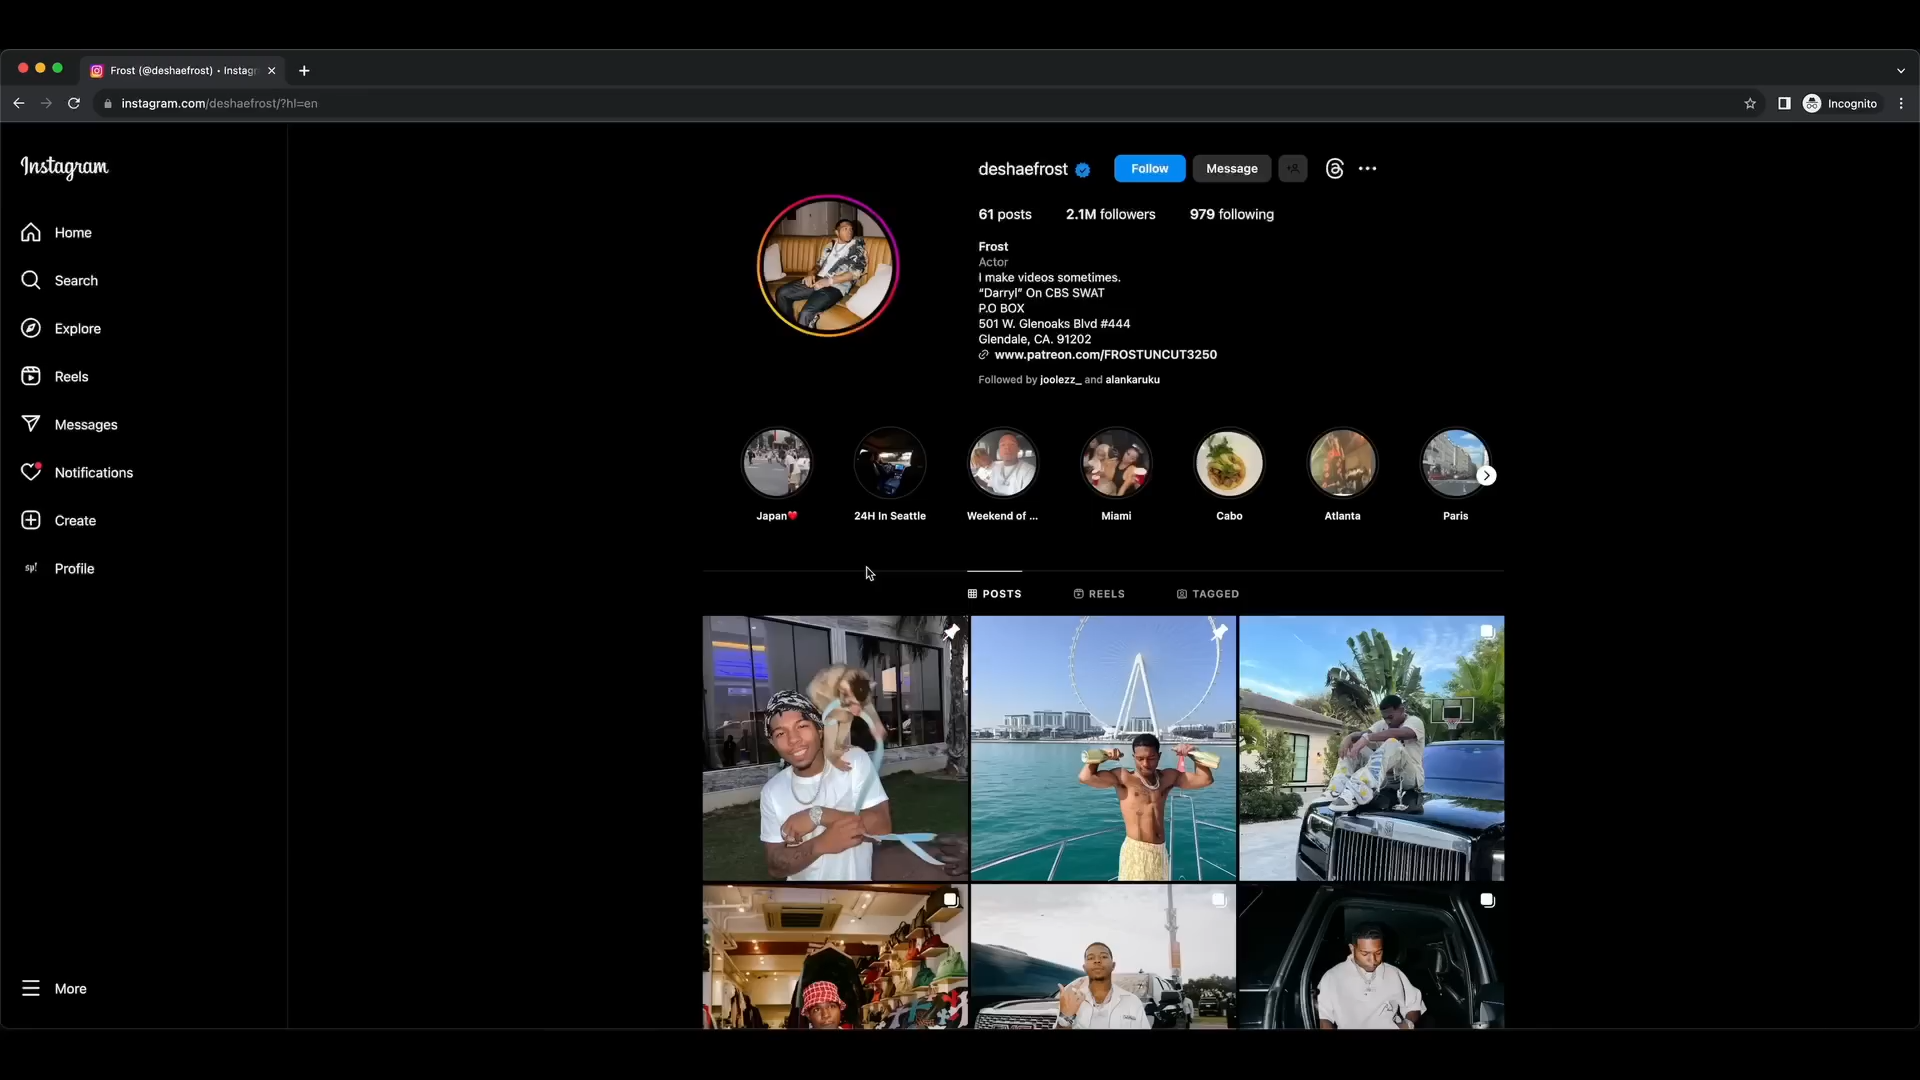 Frost (@deshaefrost) • Instagr
instagram.com/deshaefrost/?hl=en
Incognito
Instagram
Home
Search
Explore
Reels
Messages
Notifications
Create
sp!
Profile
More
deshaefrost
Follow
Message
61 posts
2.1M followers
979 following
Frost
Actor
I make videos sometimes.
“Darryl” On CBS SWAT
P.O BOX
501 W. Glenoaks Blvd #444
Glendale, CA. 91202
www.patreon.com/FROSTUNCUT3250
Followed by joolezz_ and alankaruku
Japan❤️
24H In Seattle
Weekend of ...
Miami
Cabo
Atlanta
Paris
POSTS
REELS
TAGGED